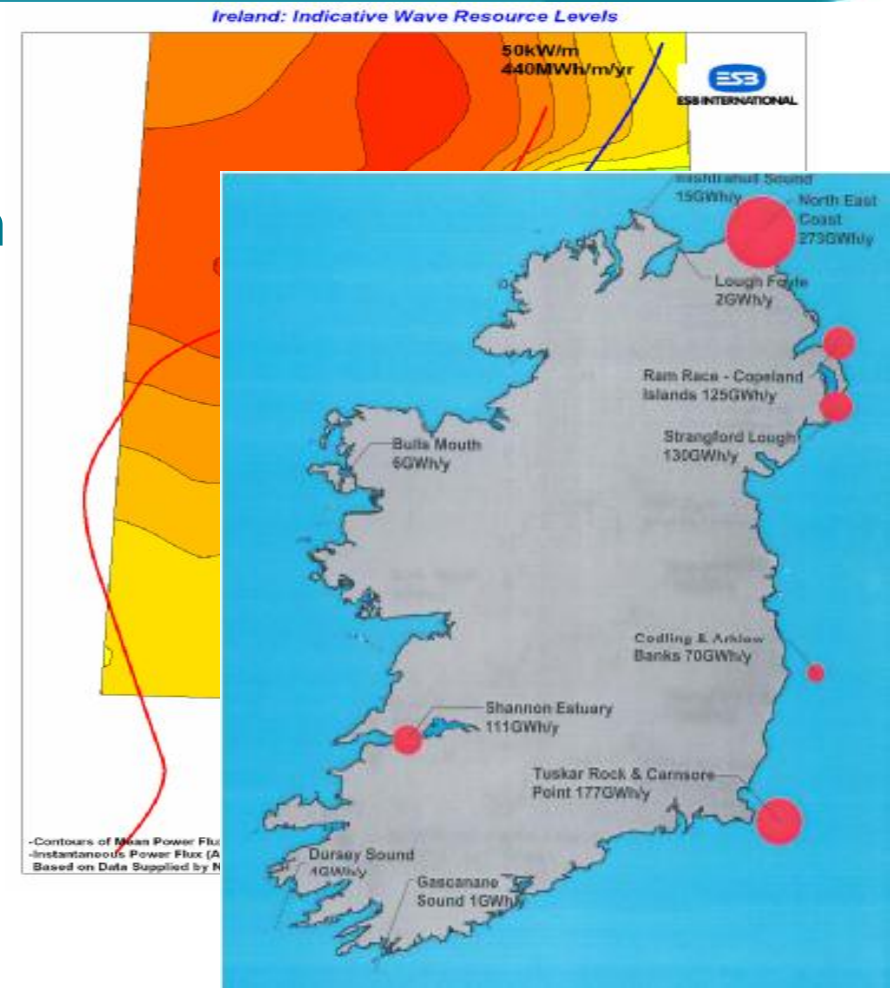 Ireland: Indicative Wave Resource Levels
50kW/m
440MWh/m/yr
ESB
ESB INTERNATIONAL
Inishtrahull Sound
15GWh/y
North East
Coast
273GWh/y
Lough Foyle
2GWh/y
Ram Race - Copeland
Islands 125GWh/y
Strangford Lough
130GWh/y
Bulls Mouth
6GWh/y
Codling & Arklow
Banks 70GWh/y
Shannon Estuary
111GWh/y
Tuskar Rock & Carnsore
Point 177GWh/y
Dursey Sound
4GWh/y
Gascanane
Sound 1GWh/y
-Contours of Mean Power Flu
-Instantaneous Power Flux (A
Based on Data Supplied by N